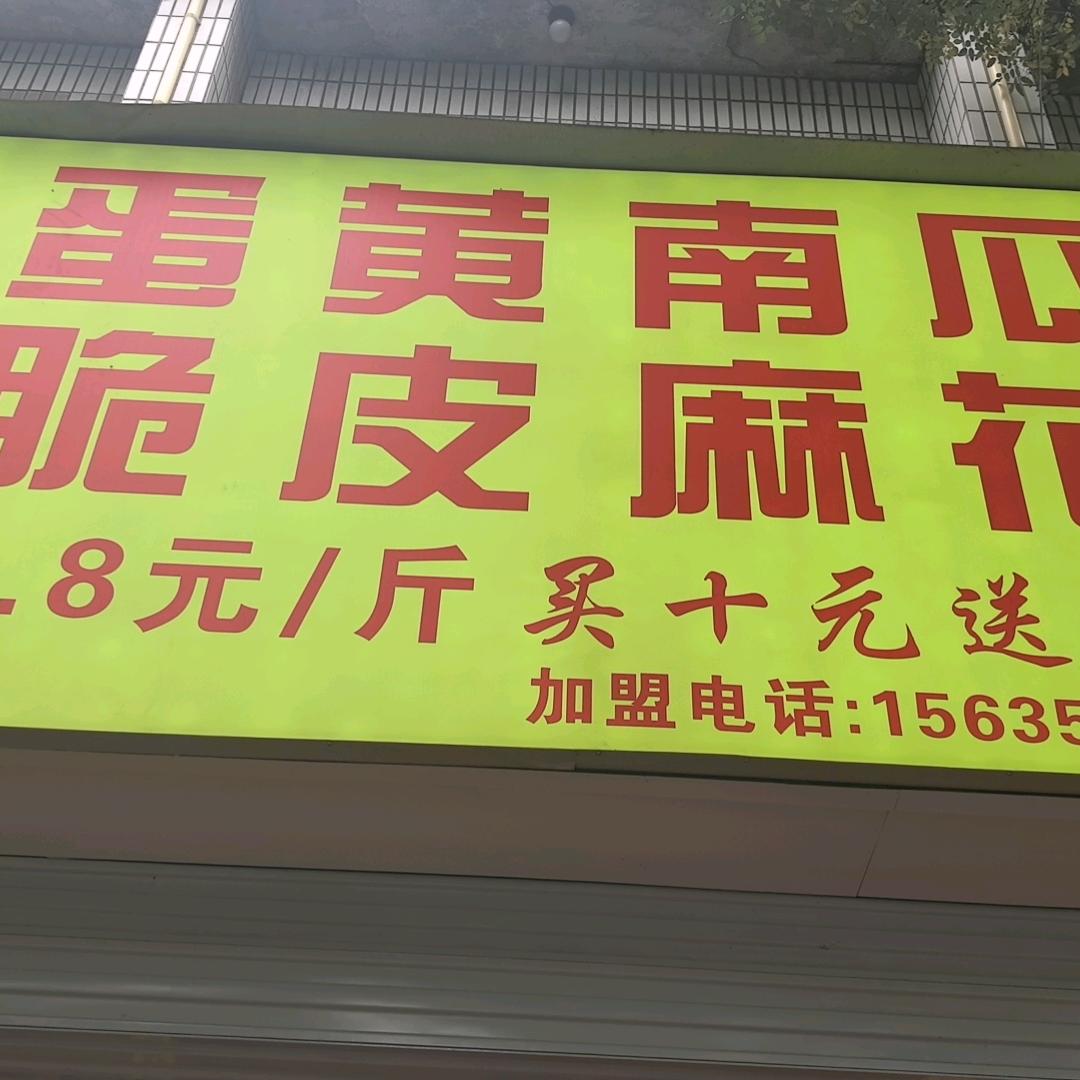 蛋黄南瓜
脆皮麻花
.8元/斤 买十元送
加盟电话:15635